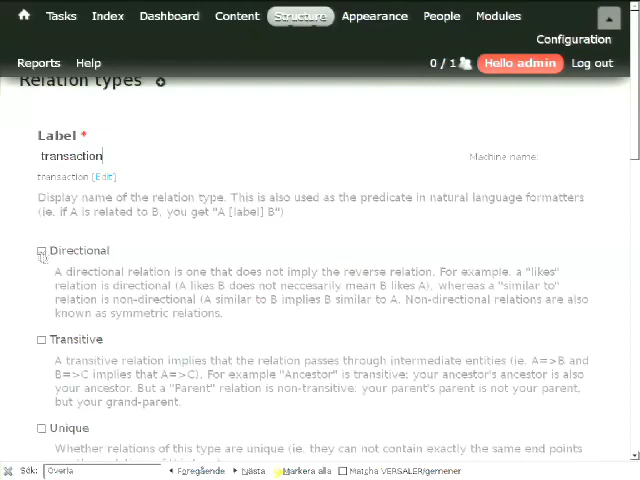 Tasks Index Dashboard Content Structure Appearance People Modules
Configuration
Reports Help 0 / 1 Hello admin Log out
Relation types
Label *
transaction
Machine name:
transaction [Edit]
Display name of the relation type. This is also used as the predicate in natural language formatters
(ie. if A is related to B, you get "A [label] B")
Directional
A directional relation is one that does not imply the reverse relation. For example, a "likes"
relation is directional (A likes B does not neccesarily mean B likes A), whereas a "similar to"
relation is non-directional (A similar to B implies B similar to A. Non-directional relations are also
known as symmetric relations.
Transitive
A transitive relation implies that the relation passes through intermediate entities (ie. A=>B and
B=>C implies that A=>C). For example "Ancestor" is transitive: your ancestor's ancestor is also
your ancestor. But a "Parent" relation is non-transitive: your parent's parent is not your parent,
but your grand-parent.
Unique
Whether relations of this type are unique (ie. they can not contain exactly the same end points
Sök: Överla Föregående Nästa Markera alla Matcha VERSALER/gemener